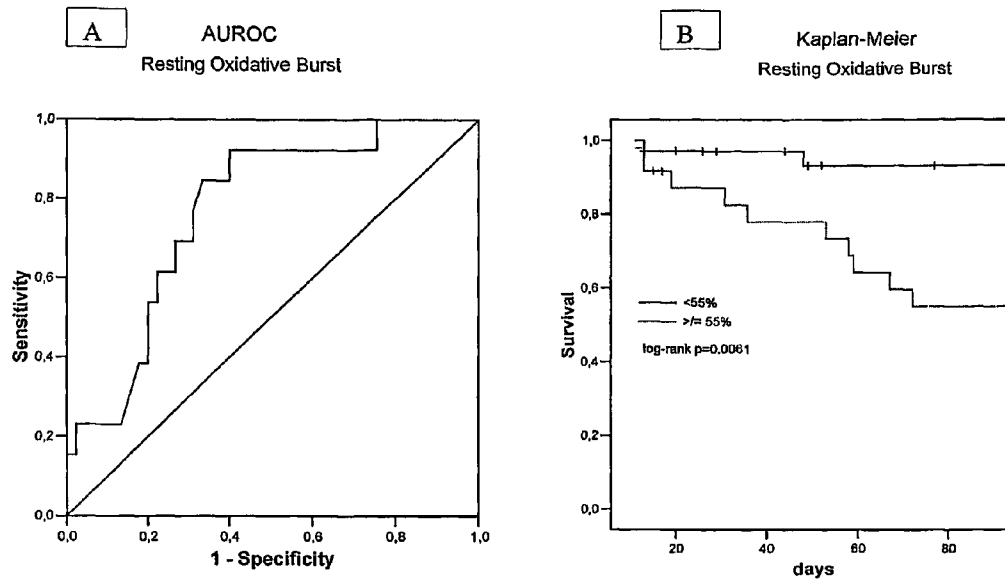 A
AUROC
Resting Oxidative Burst
1,0
0,8
0,6
0,4
0,2
0,0
Sensitivity
0,0
0,2
0,4
0,6
0,8
1,0
1 - Specificity
B
Kaplan-Meier
Resting Oxidative Burst
1,0
0,8
0,6
0,4
0,2
0,0
Survival
<55%
>/= 55%
log-rank p=0.0061
20
40
60
80
days